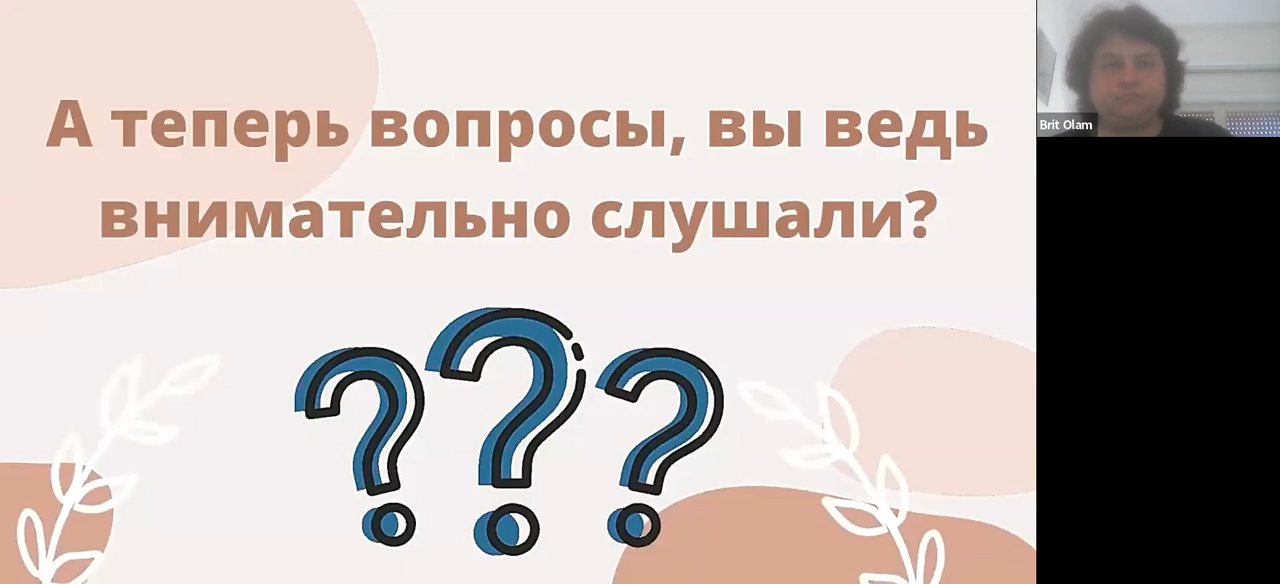 А теперь вопросы, вы ведь
внимательно слушали?
???
Brit Olam